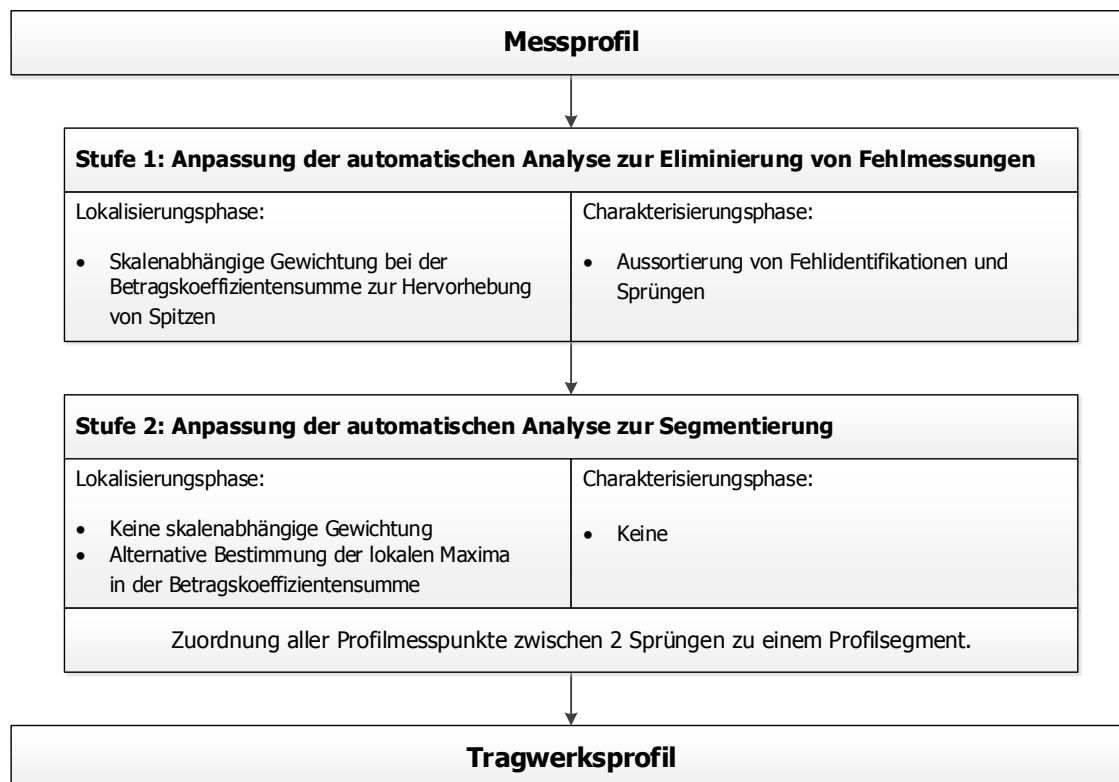 Messprofil
Stufe 1: Anpassung der automatischen Analyse zur Eliminierung von Fehlmessungen
Lokalisierungsphase:
• Skalenabhängige Gewichtung bei der
Betragskoeffizientensumme zur Hervorhebung
von Spitzen
Charakterisierungsphase:
• Aussortierung von Fehlidentifikationen und
Sprüngen
Stufe 2: Anpassung der automatischen Analyse zur Segmentierung
Lokalisierungsphase:
• Keine skalenabhängige Gewichtung
• Alternative Bestimmung der lokalen Maxima
in der Betragskoeffizientensumme
Charakterisierungsphase:
• Keine
Zuordnung aller Profilmesspunkte zwischen 2 Sprüngen zu einem Profilsegment.
Tragwerksprofil